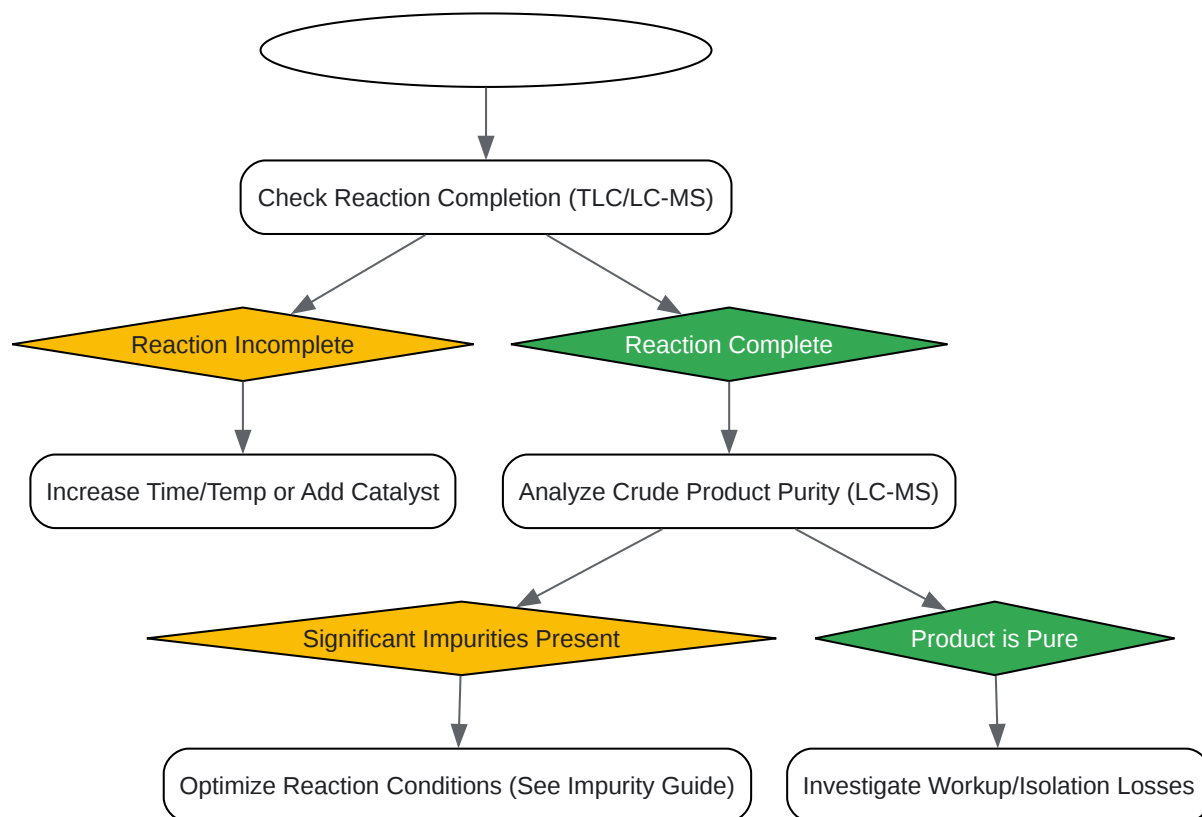 Check Reaction Completion (TLC/LC-MS)
Reaction Incomplete
Reaction Complete
Increase Time/Temp or Add Catalyst
Analyze Crude Product Purity (LC-MS)
Significant Impurities Present
Product is Pure
Optimize Reaction Conditions (See Impurity Guide)
Investigate Workup/Isolation Losses